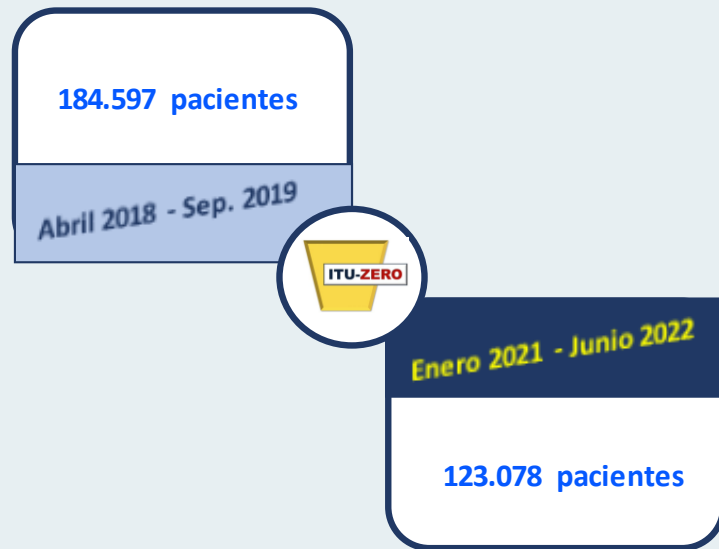 184.597 pacientes
Abril 2018 - Sep. 2019
ITU-ZERO
Enero 2021 - Junio 2022
123.078 pacientes